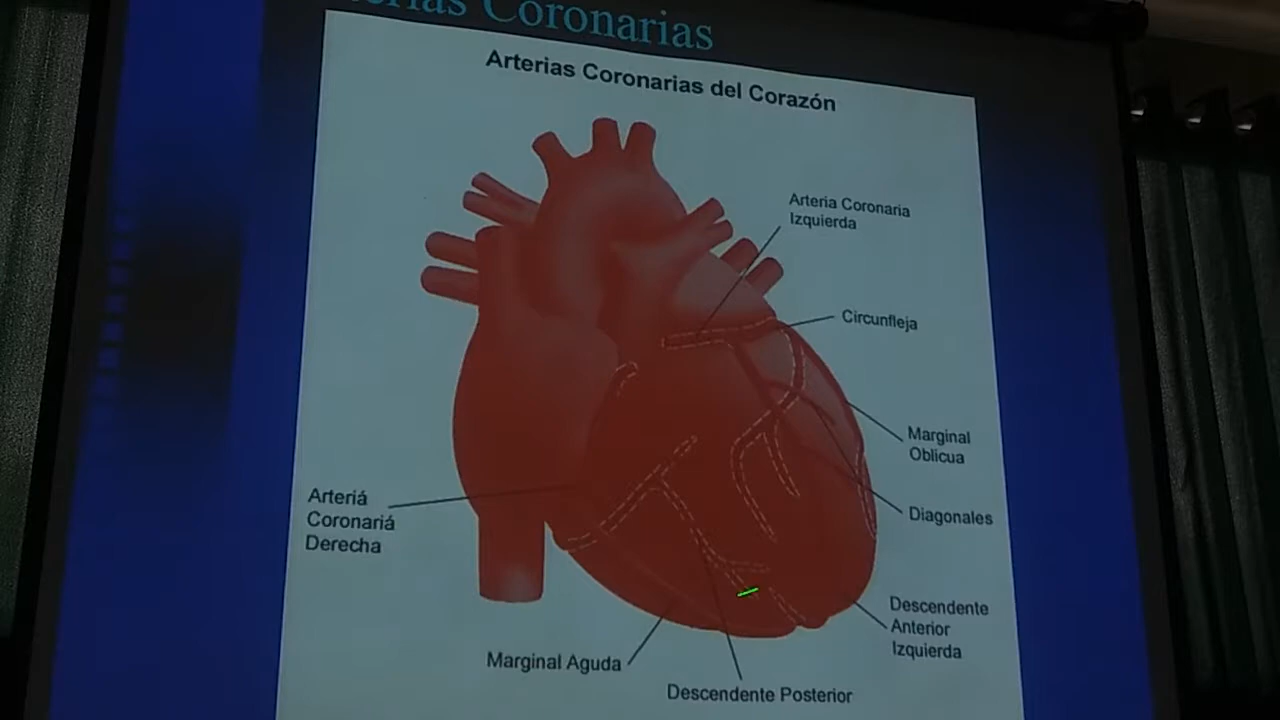 Coronarias
Arterias Coronarias del Corazón
Arteria Coronaria
Izquierda
Circunfleja
Marginal
Oblicua
Arteriá
Coronariá
Derecha
Diagonales
Descendente
Anterior
Izquierda
Marginal Aguda
Descendente Posterior